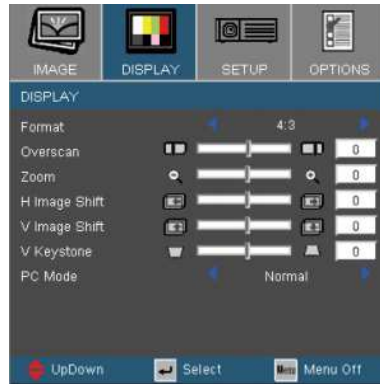 IMAGE DISPLAY SETUP OPTIONS
DISPLAY
Format 4:3
Overscan 0
Zoom 0
H Image Shift 0
V Image Shift 0
V Keystone 0
PC Mode Normal
UpDown Select Menu Menu Off